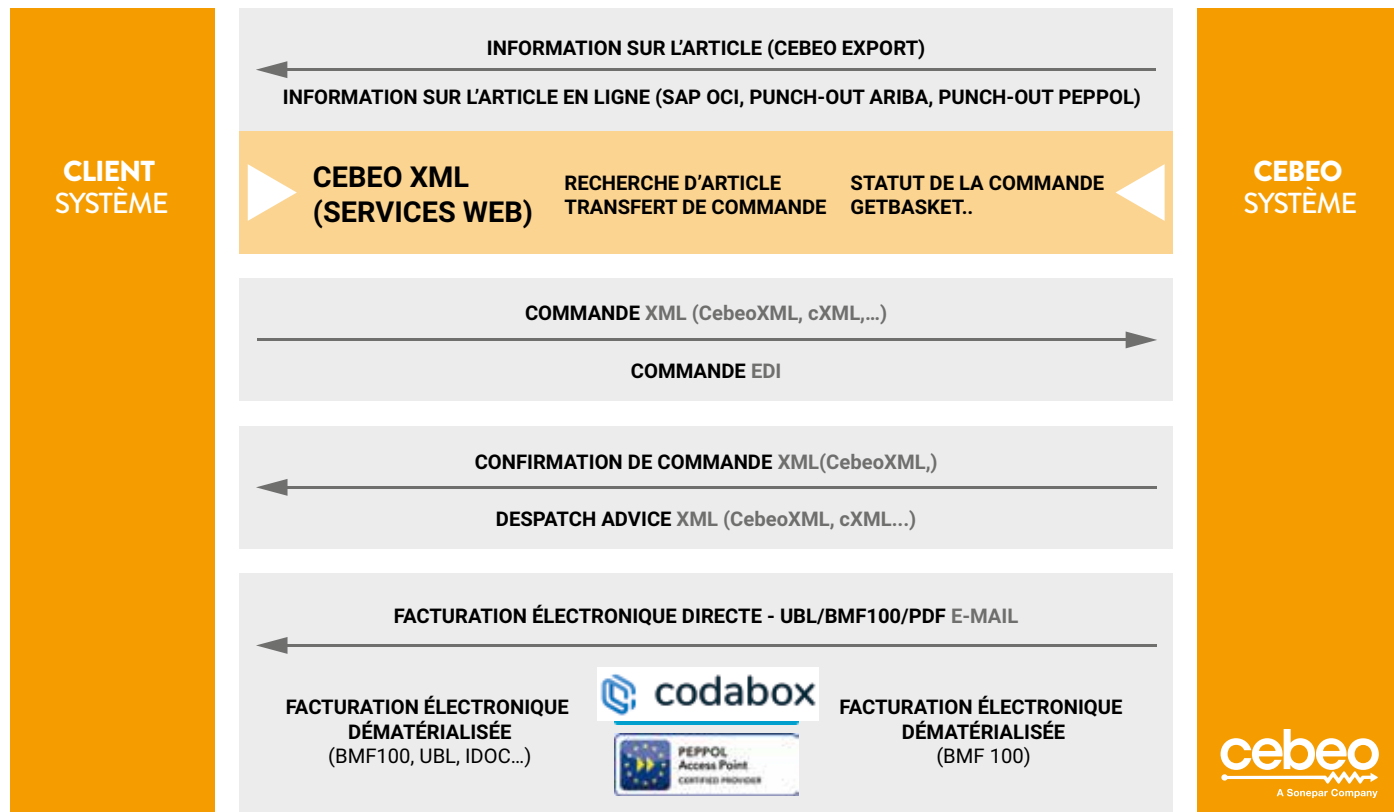 INFORMATION SUR L'ARTICLE (CEBEO EXPORT)
INFORMATION SUR L'ARTICLE EN LIGNE (SAP OCI, PUNCH-OUT ARIBA, PUNCH-OUT PEPPOL)
CLIENT
SYSTÈME
CEBEO XML
(SERVICES WEB)
RECHERCHE D'ARTICLE
TRANSFERT DE COMMANDE
STATUT DE LA COMMANDE
GETBASKET..
CEBEO
SYSTÈME
COMMANDE XML (CebeoXML, cXML,...)
COMMANDE EDI
CONFIRMATION DE COMMANDE XML(CebeoXML,)
DESPATCH ADVICE XML (CebeoXML, cXML...)
FACTURATION ÉLECTRONIQUE DIRECTE - UBL/BMF100/PDF E-MAIL
FACTURATION ÉLECTRONIQUE
DÉMATÉRIALISÉE
(BMF100, UBL, IDOC...)
codabox
PEPPOL
Access Point
CERTIFIED PROVIDER
FACTURATION ÉLECTRONIQUE
DÉMATÉRIALISÉE
(BMF 100)
cebeo
A Sonepar Company